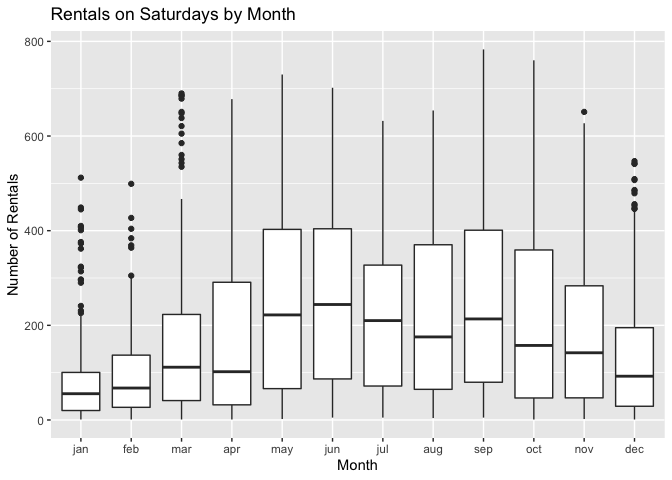 Rentals on Saturdays by Month
800
600
400
200
0
Number of Rentals
jan feb mar apr may jun jul aug sep oct nov dec
Month